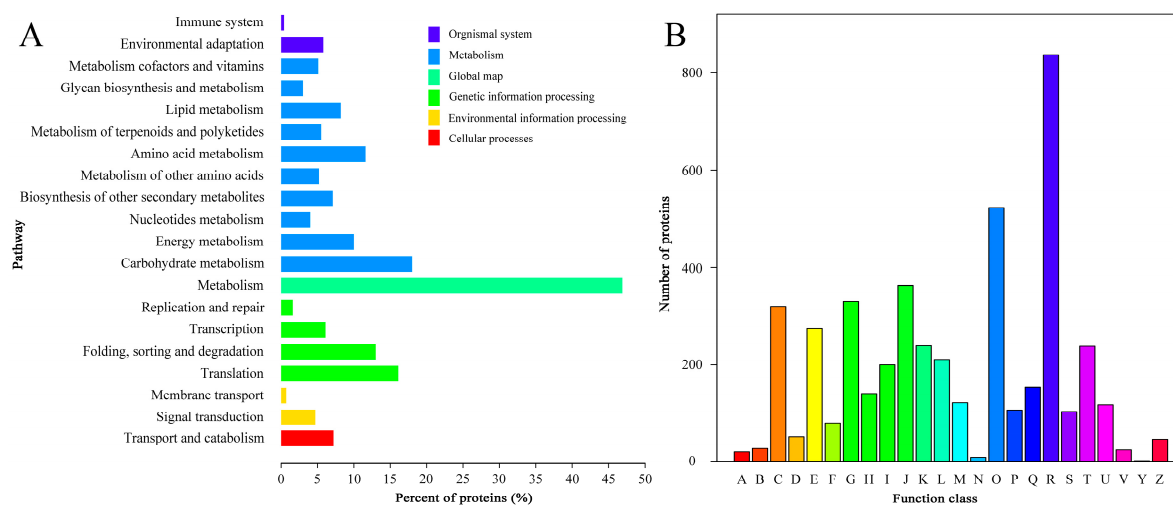 A
Immune system
Environmental adaptation
Metabolism cofactors and vitamins
Glycan biosynthesis and metabolism
Lipid metabolism
Metabolism of terpenoids and polyketides
Amino acid metabolism
Metabolism of other amino acids
Biosynthesis of other secondary metabolites
Nucleotides metabolism
Energy metabolism
Carbohydrate metabolism
Metabolism
Replication and repair
Transcription
Folding, sorting and degradation
Translation
Membrane transport
Signal transduction
Transport and catabolism
Pathway
0 5 10 15 20 25 30 35 40 45 50
Percent of proteins (%)
Orgnismal system
Metabolism
Global map
Genetic information processing
Environmental information processing
Cellular processes
B
800
600
400
200
0
Number of proteins
A B C D E F G H I J K L M N O P Q R S T U V Y Z
Function class